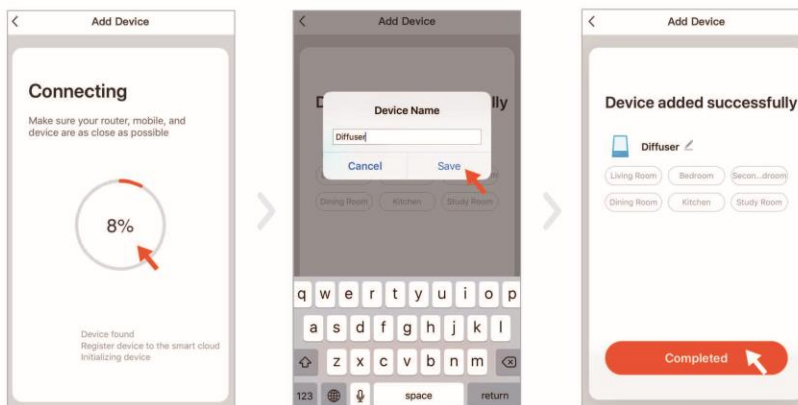 Add Device
Connecting
Make sure your router, mobile, and
device are as close as possible
8%
Device found
Register device to the smart cloud
Initializing device
Add Device
D lly
Device Name
Diffuser
Cancel Save
Dining Room Kitchen Study Room
q w e r t y u i o p
a s d f g h j k l
z x c v b n m
123 space return
Add Device
Device added successfully
Diffuser
Living Room Bedroom Secon...droom
Dining Room Kitchen Study Room
Completed